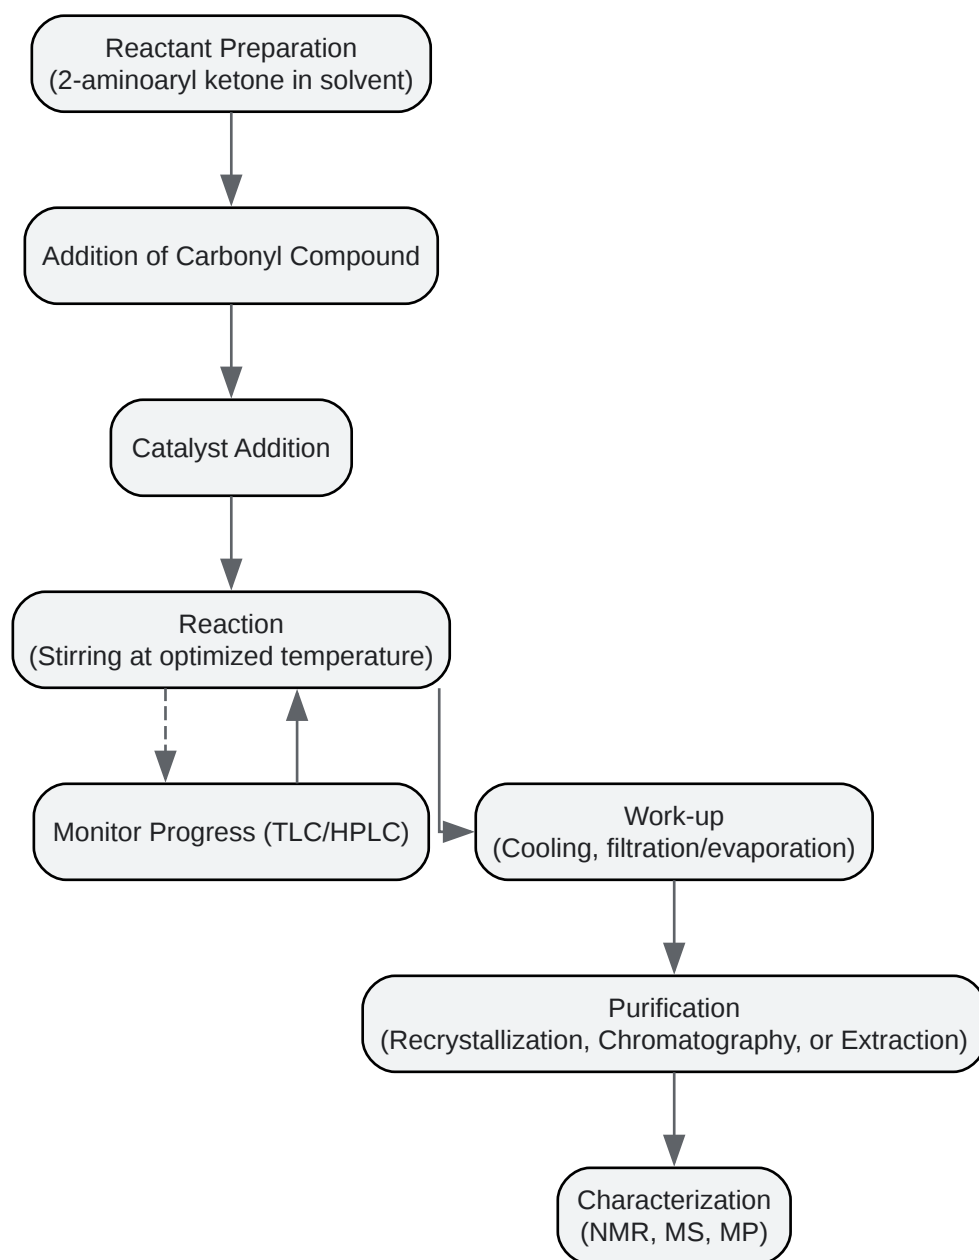 Reactant Preparation
(2-aminoaryl ketone in solvent)
Addition of Carbonyl Compound
Catalyst Addition
Reaction
(Stirring at optimized temperature)
Monitor Progress (TLC/HPLC)
Work-up
(Cooling, filtration/evaporation)
Purification
(Recrystallization, Chromatography, or Extraction)
Characterization
(NMR, MS, MP)